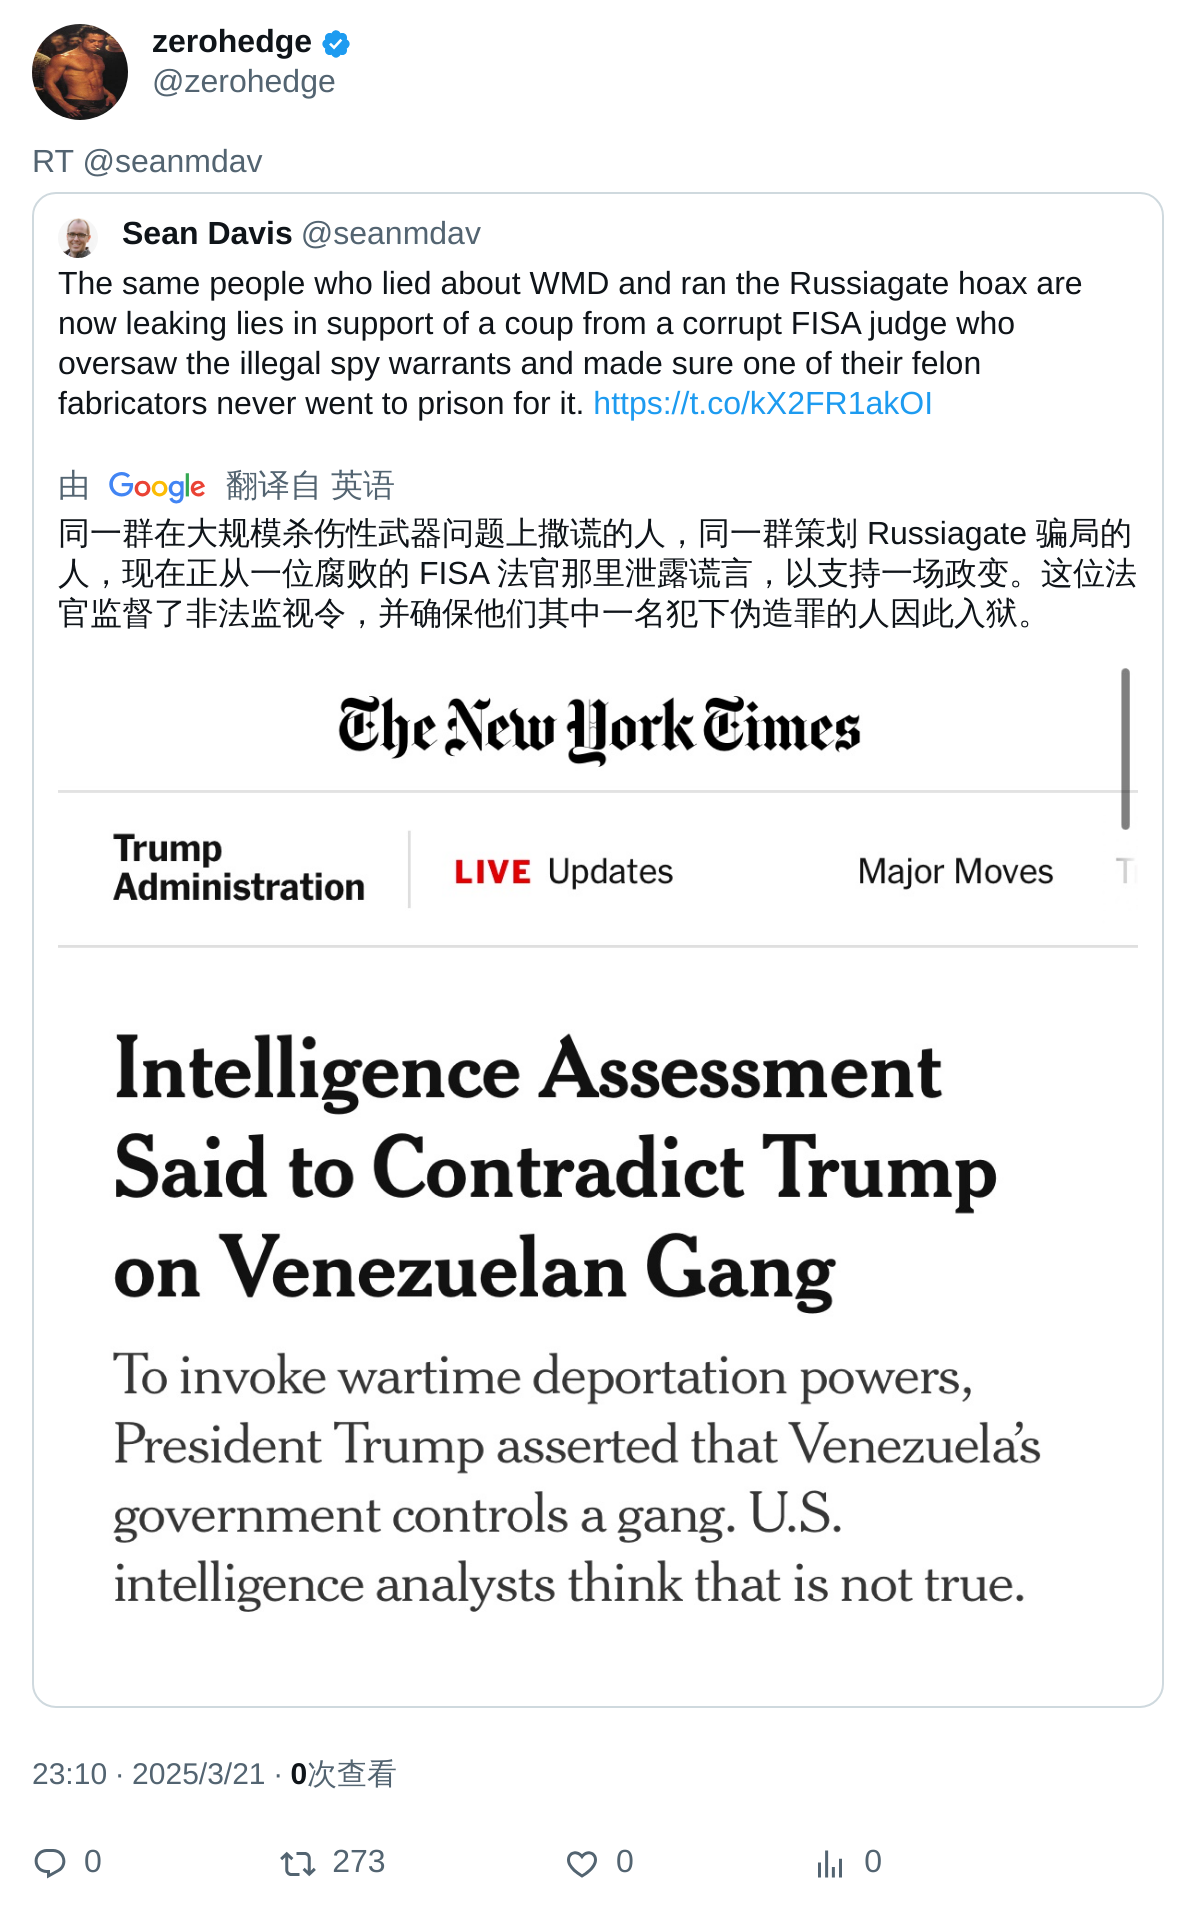 zerohedge
@zerohedge
RT @seanmdav
Sean Davis @seanmdav
The same people who lied about WMD and ran the Russiagate hoax are
now leaking lies in support of a coup from a corrupt FISA judge who
oversaw the illegal spy warrants and made sure one of their felon
fabricators never went to prison for it. https://t.co/kX2FR1akOI
由 Google 翻译自 英语
同一群在大规模杀伤性武器问题上撒谎的人，同一群策划 Russiagate 骗局的
人，现在正从一位腐败的 FISA 法官那里泄露谎言，以支持一场政变。这位法
官监督了非法监视令，并确保他们其中一名犯下伪造罪的人因此入狱。
The New York Times
Trump
Administration
LIVE Updates
Major Moves
Intelligence Assessment
Said to Contradict Trump
on Venezuelan Gang
To invoke wartime deportation powers,
President Trump asserted that Venezuela’s
government controls a gang. U.S.
intelligence analysts think that is not true.
23:10 · 2025/3/21 · 0次查看
0 273 0 0